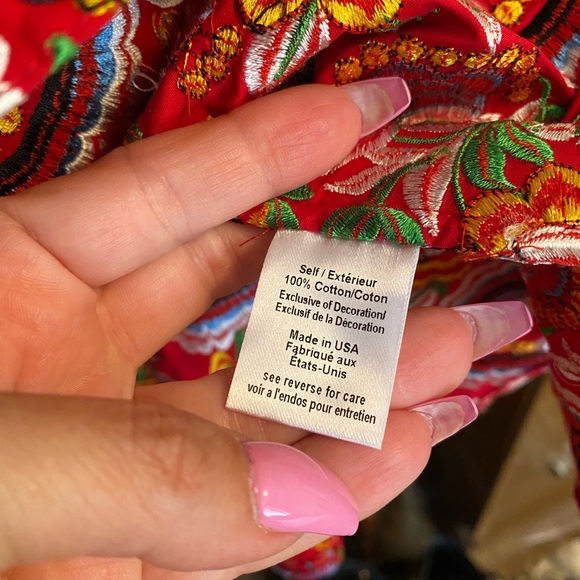 Self / Extérieur
100% Cotton/Coton
Exclusive of Decoration/
Exclusif de la Dècoration
Made in USA
Fabriqué aux
États-Unis
see reverse for care
voir a l'endos pour entretien